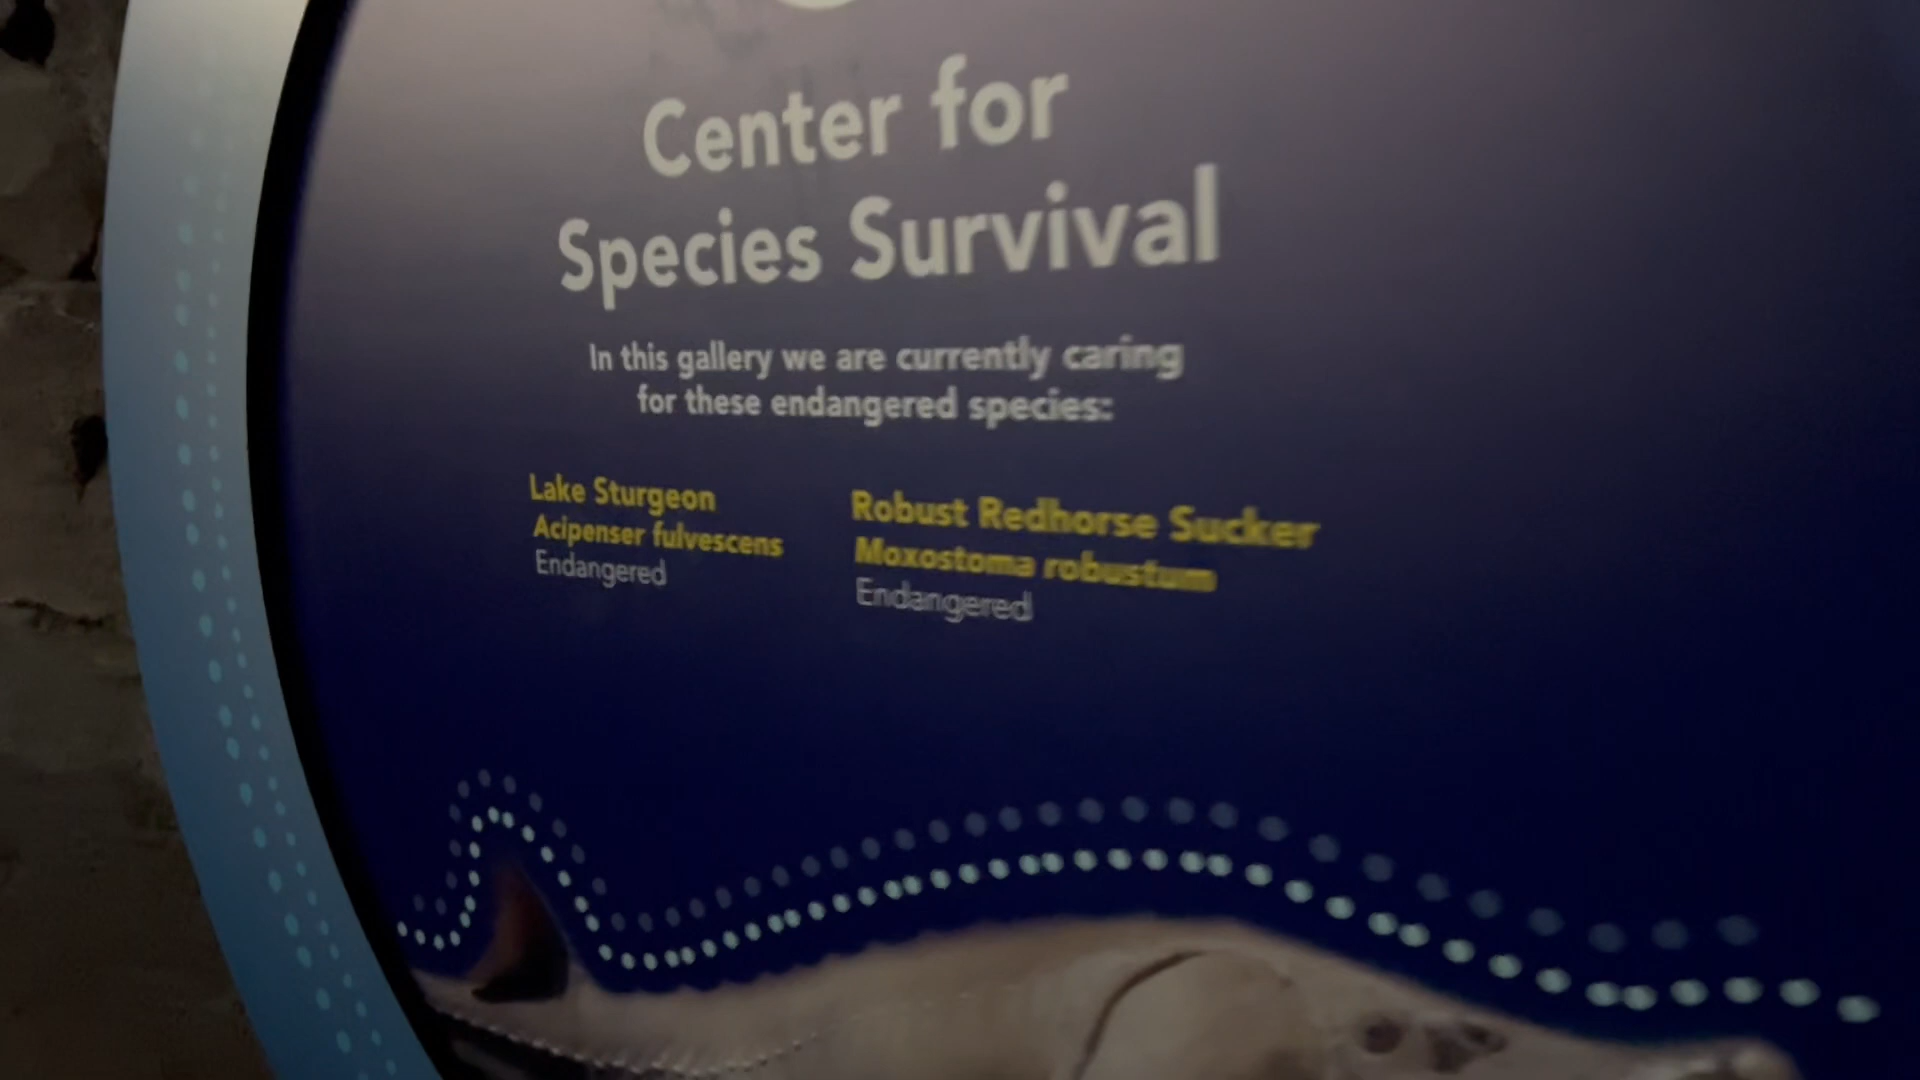 Center for
Species Survival
In this gallery we are currently caring
for these endangered species:
Lake Sturgeon
Acipenser fulvescens
Endangered
Robust Redhorse Sucker
Moxostoma robustum
Endangered